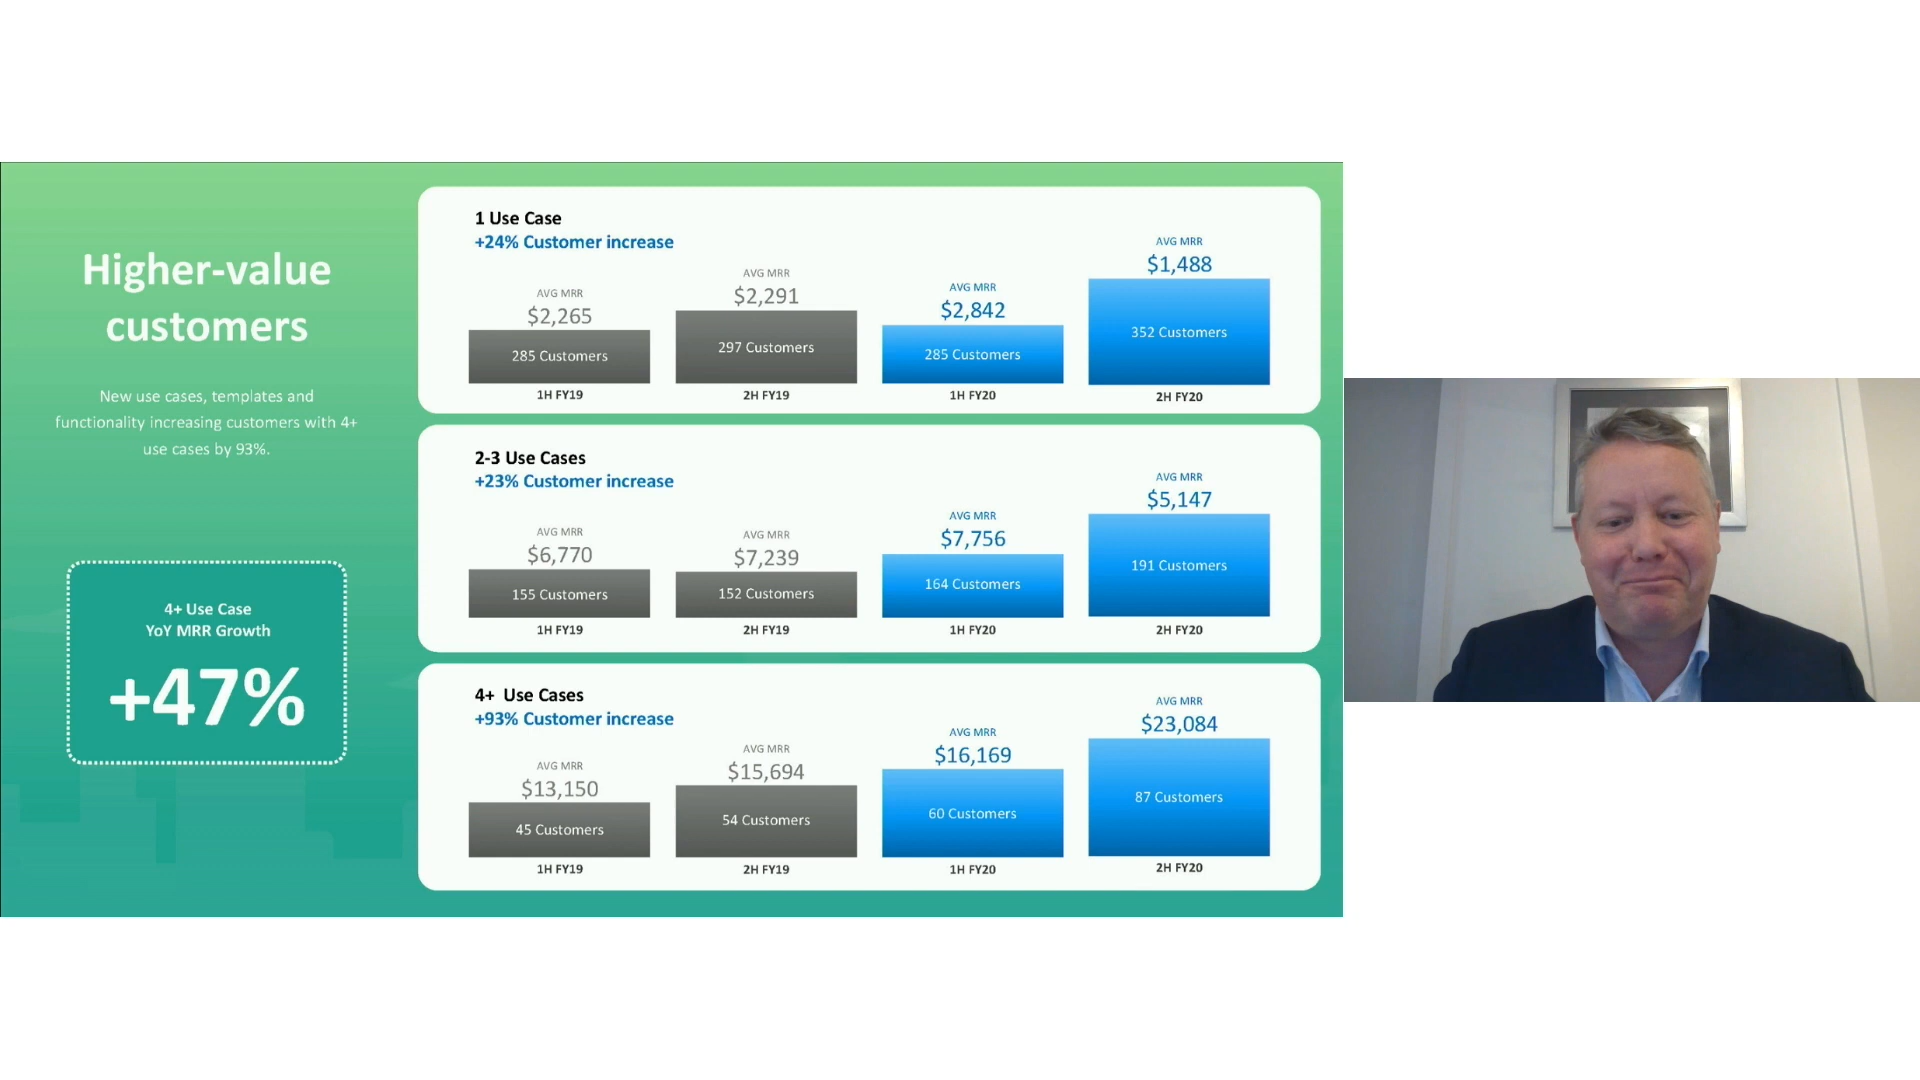 Higher-value
customers
New use cases, templates and
functionality increasing customers with 4+
use cases by 93%.
4+ Use Case
YoY MRR Growth
+47%
1 Use Case
+24% Customer increase
AVG MRR
$2,265
285 Customers
1H FY19
AVG MRR
$2,291
297 Customers
2H FY19
AVG MRR
$2,842
285 Customers
1H FY20
AVG MRR
$1,488
352 Customers
2H FY20
2-3 Use Cases
+23% Customer increase
AVG MRR
$6,770
155 Customers
1H FY19
AVG MRR
$7,239
152 Customers
2H FY19
AVG MRR
$7,756
164 Customers
1H FY20
AVG MRR
$5,147
191 Customers
2H FY20
4+ Use Cases
+93% Customer increase
AVG MRR
$13,150
45 Customers
1H FY19
AVG MRR
$15,694
54 Customers
2H FY19
AVG MRR
$16,169
60 Customers
1H FY20
AVG MRR
$23,084
87 Customers
2H FY20